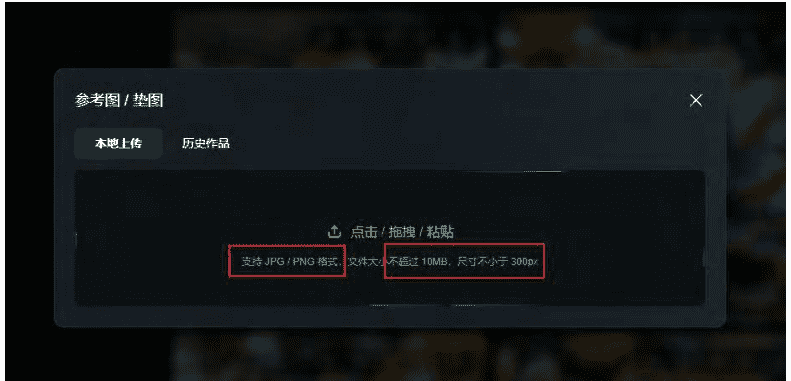 参考图 / 垫图
本地上传
历史作品
点击 / 拖拽 / 粘贴
支持 JPG / PNG 格式，文件大小不超过 10MB，尺寸不小于 300px